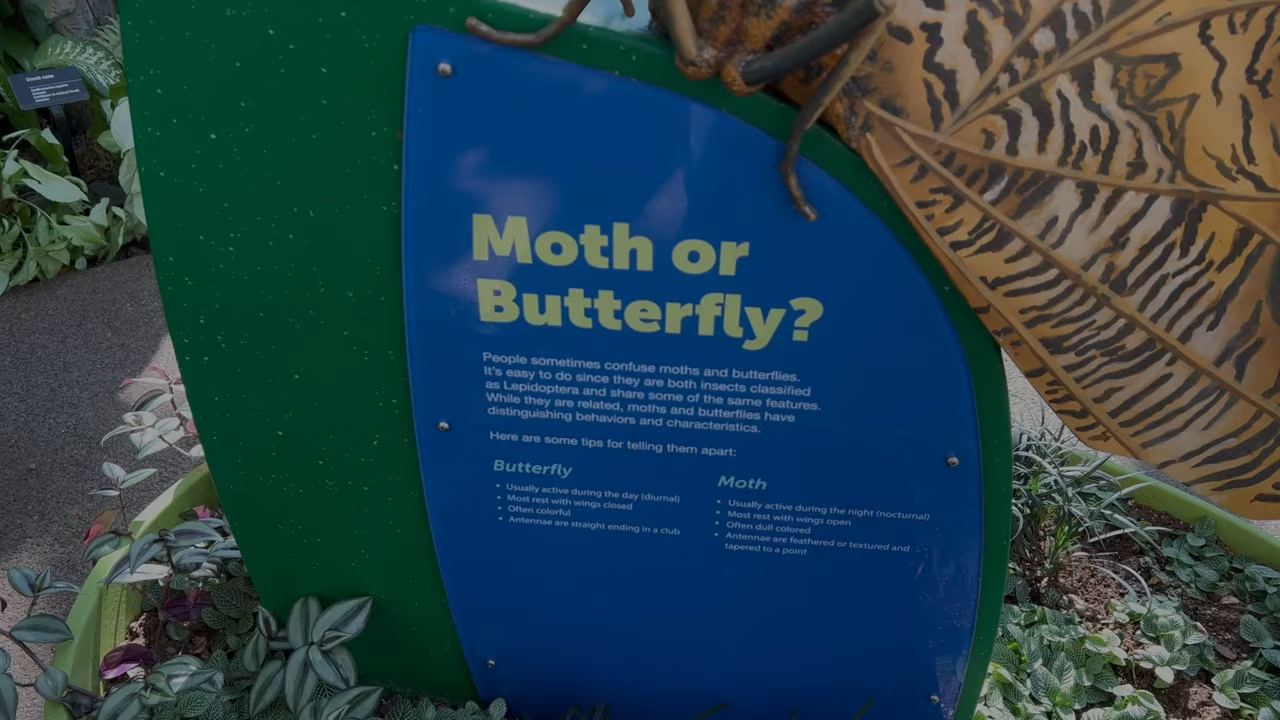 Dumb cane
Moth or
Butterfly?
People sometimes confuse moths and butterflies.
It's easy to do since they are both insects classified
as Lepidoptera and share some of the same features.
While they are related, moths and butterflies have
distinguishing behaviors and characteristics.
Here are some tips for telling them apart:
Butterfly
• Usually active during the day (diurnal)
• Most rest with wings closed
• Often colorful
• Antennae are straight ending in a club
Moth
• Usually active during the night (nocturnal)
• Most rest with wings open
• Often dull colored
• Antennae are feathered or textured and
tapered to a point